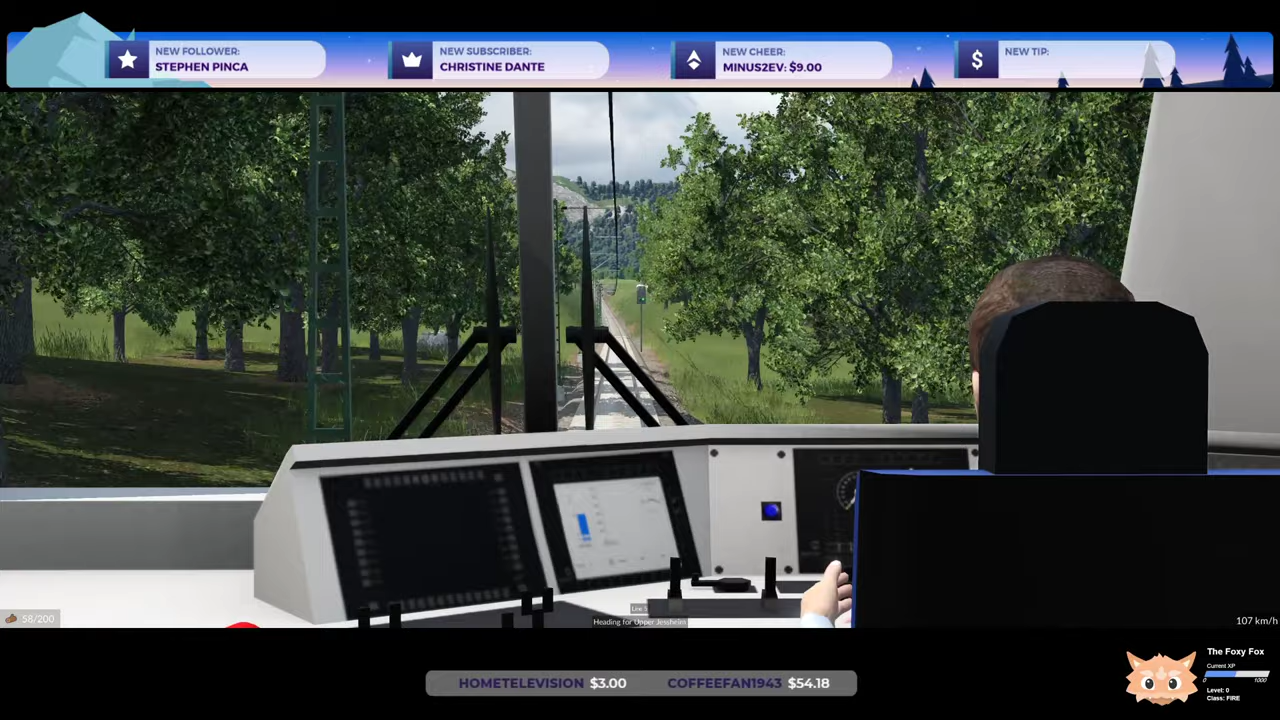 NEW FOLLOWER:
STEPHEN PINCA
NEW SUBSCRIBER:
CHRISTINE DANTE
NEW CHEER:
MINUS2EV: $9.00
$
NEW TIP:
58/200
Heading for Upper Jessheim
107 km/h
HOMETELEVISION $3.00 COFFEEFAN1943 $54.18
The Foxy Fox
Current XP
0 1000
Level: 0
Class: FIRE